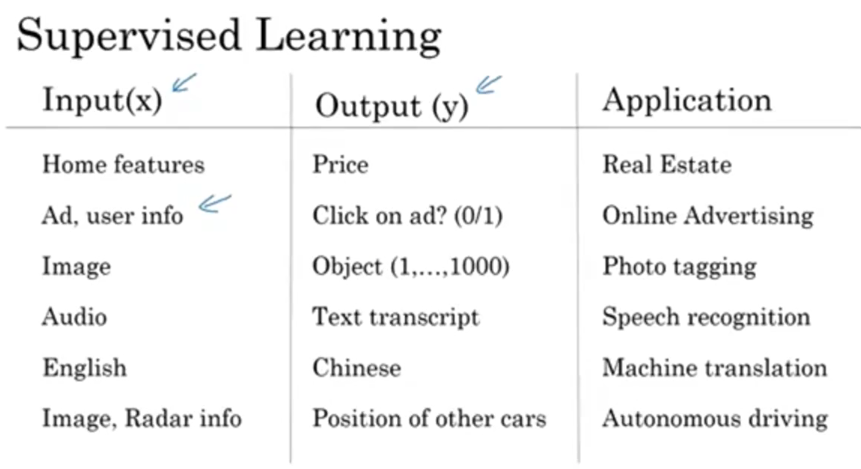 Supervised Learning
Input(x) Output (y) Application
Home features Price Real Estate
Ad, user info Click on ad? (0/1) Online Advertising
Image Object (1,...,1000) Photo tagging
Audio Text transcript Speech recognition
English Chinese Machine translation
Image, Radar info Position of other cars Autonomous driving